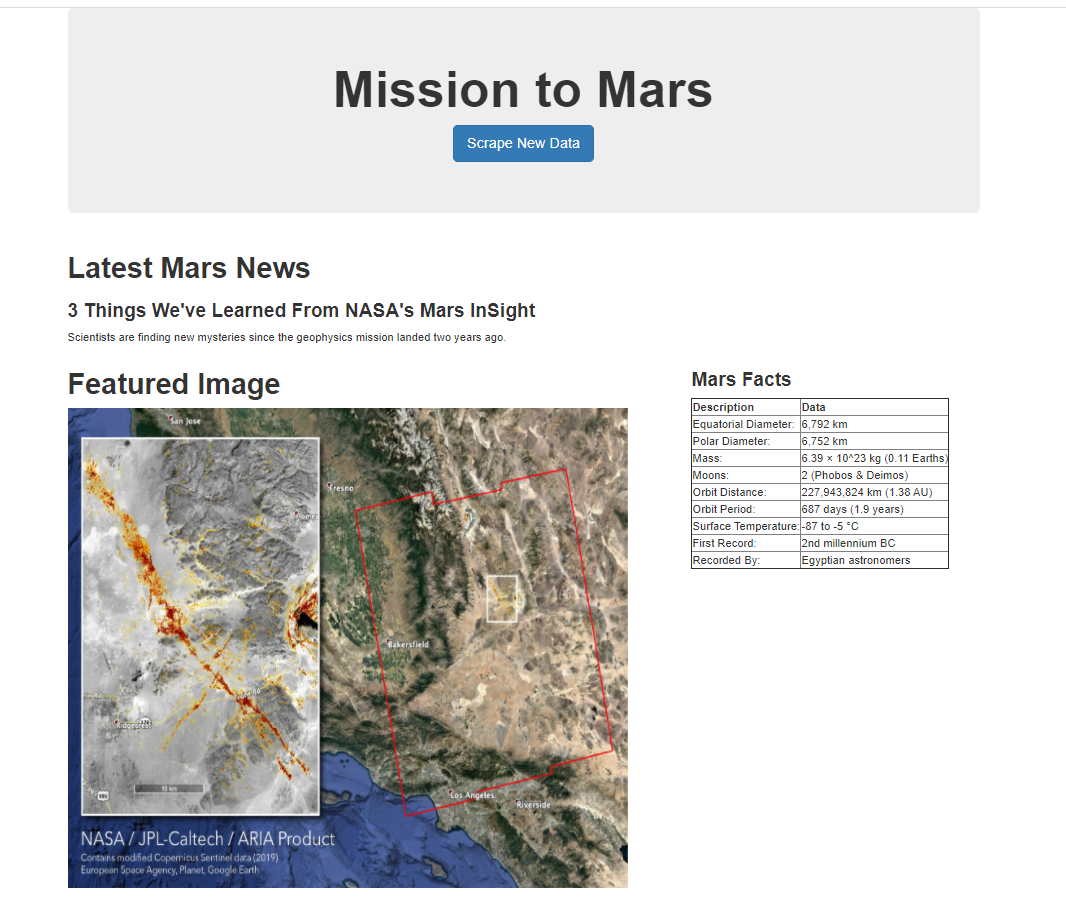 Mission to Mars
Scrape New Data
Latest Mars News
3 Things We've Learned From NASA's Mars InSight
Scientists are finding new mysteries since the geophysics mission landed two years ago.
Featured Image
San Jose
Fresno
Bakersfield
Ridgecrest
178
395
10 km
Los Angeles
Riverside
NASA / JPL-Caltech / ARIA Product
Contains modified Copernicus Sentinel data (2019)
European Space Agency, Planet, Google Earth
Mars Facts
Description Data
Equatorial Diameter: 6,792 km
Polar Diameter: 6,752 km
Mass: 6.39 × 10^23 kg (0.11 Earths)
Moons: 2 (Phobos & Deimos)
Orbit Distance: 227,943,824 km (1.38 AU)
Orbit Period: 687 days (1.9 years)
Surface Temperature: -87 to -5 °C
First Record: 2nd millennium BC
Recorded By: Egyptian astronomers